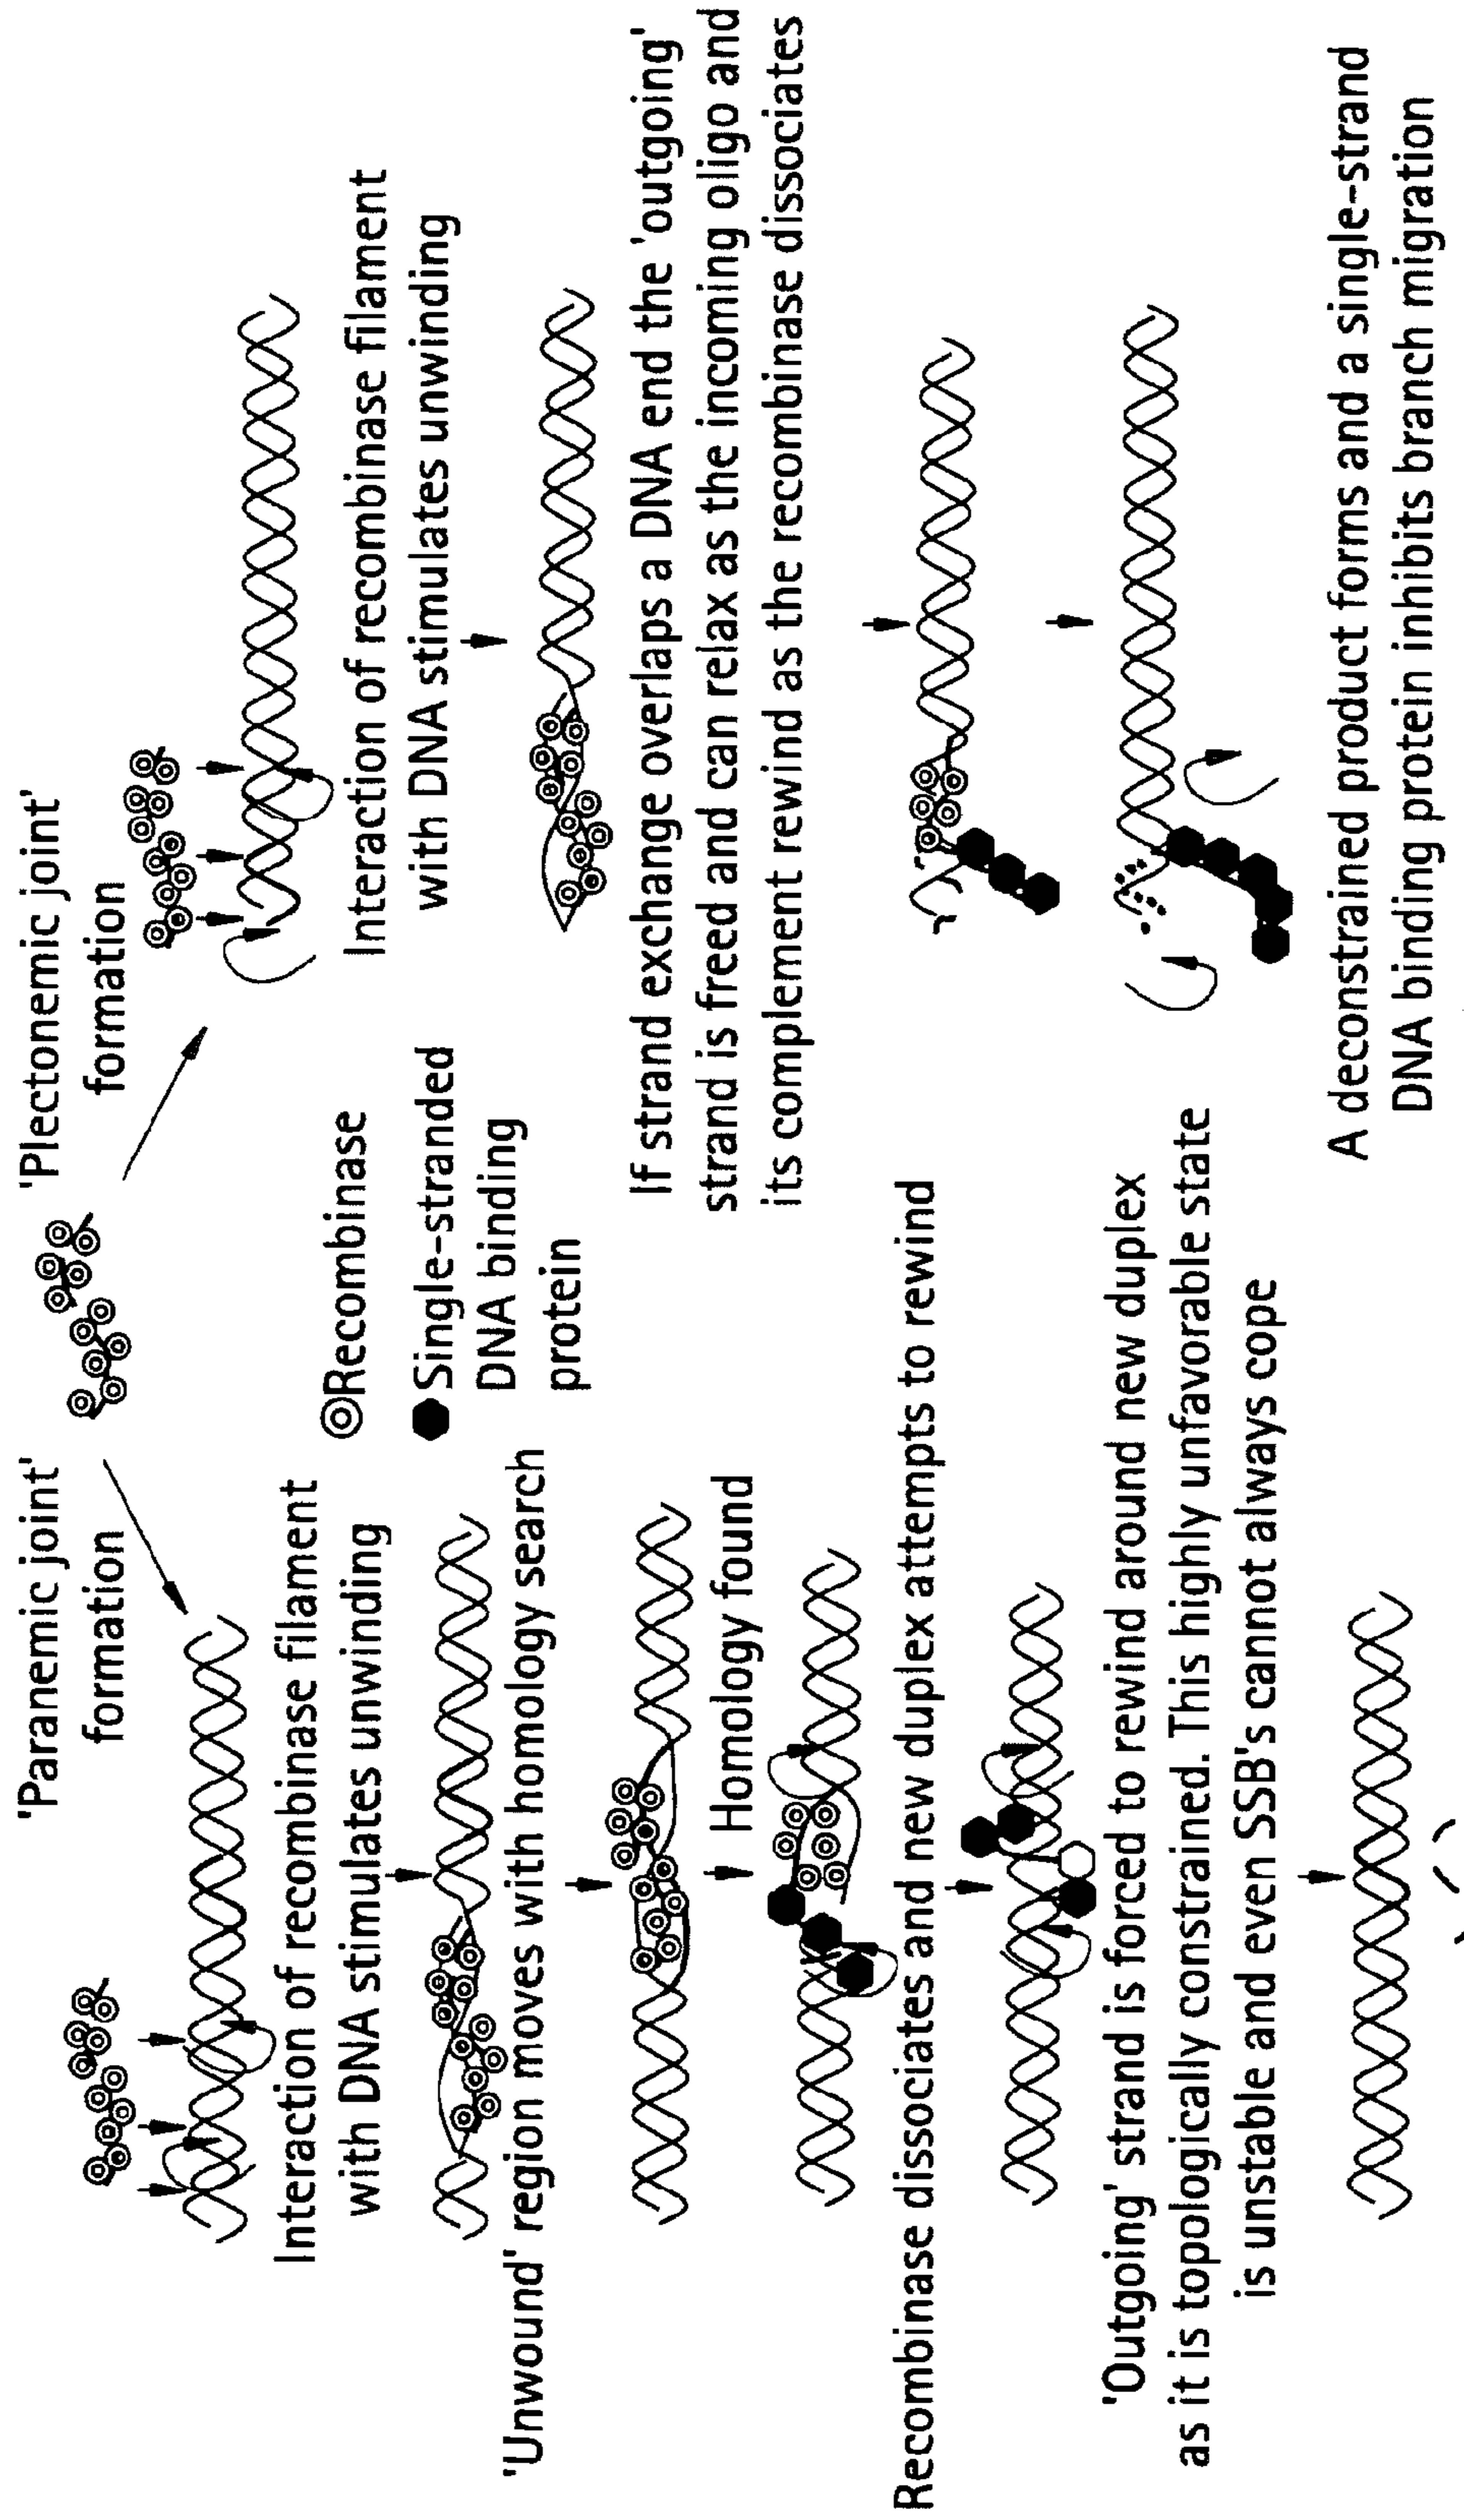 'Paranemic joint'
formation
Interaction of recombinase filament
with DNA stimulates unwinding
'Unwound' region moves with homology search
Homology found
Recombinase dissociates and new duplex attempts to rewind
'Outgoing' strand is forced to rewind around new duplex
as it is topologically constrained. This highly unfavorable state
is unstable and even SSB's cannot always cope
Recombinase
Single-stranded
DNA binding
protein
'Plectonemic joint'
formation
Interaction of recombinase filament
with DNA stimulates unwinding
If strand exchange overlaps a DNA end the 'outgoing'
strand is freed and can relax as the incoming oligo and
its complement rewind as the recombinase dissociates
A deconstrained product forms and a single-strand
DNA binding protein inhibits branch migration